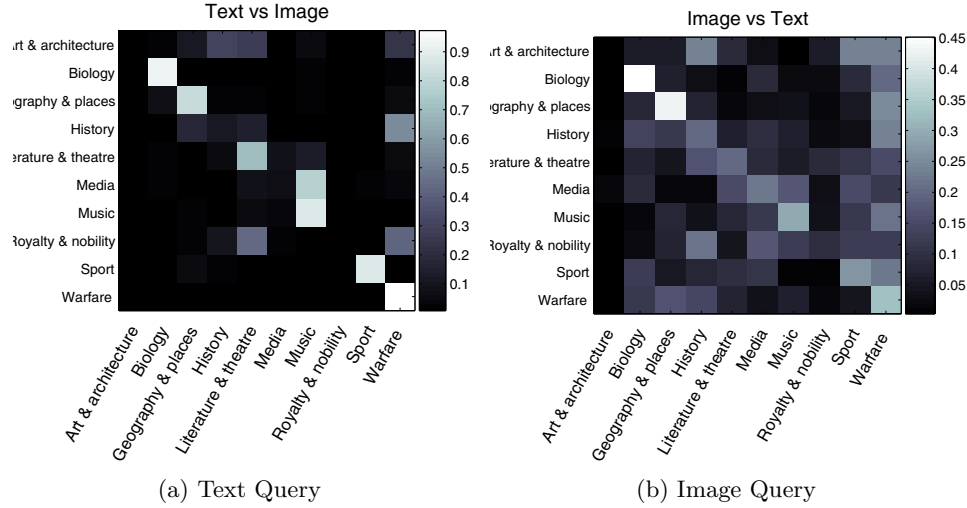 Text vs Image
Art & architecture
Biology
ography & places
History
erature & theatre
Media
Music
Royalty & nobility
Sport
Warfare
0.9
0.8
0.7
0.6
0.5
0.4
0.3
0.2
0.1
Art & architecture
Biology
Geography & places
History
Literature & theatre
Media
Music
Royalty & nobility
Sport
Warfare
(a) Text Query
Image vs Text
Art & architecture
Biology
ography & places
History
erature & theatre
Media
Music
Royalty & nobility
Sport
Warfare
0.45
0.4
0.35
0.3
0.25
0.2
0.15
0.1
0.05
Art & architecture
Biology
Geography & places
History
Literature & theatre
Media
Music
Royalty & nobility
Sport
Warfare
(b) Image Query